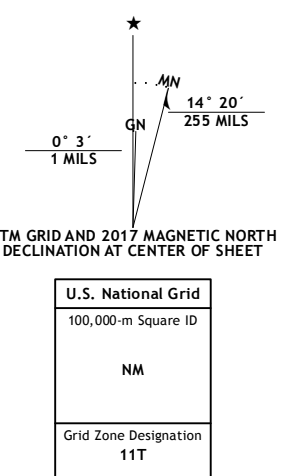 ★
MN
GN
14° 20´
255 MILS
0° 3´
1 MILS
TM GRID AND 2017 MAGNETIC NORTH
DECLINATION AT CENTER OF SHEET
U.S. National Grid
100,000-m Square ID
NM
Grid Zone Designation
11T